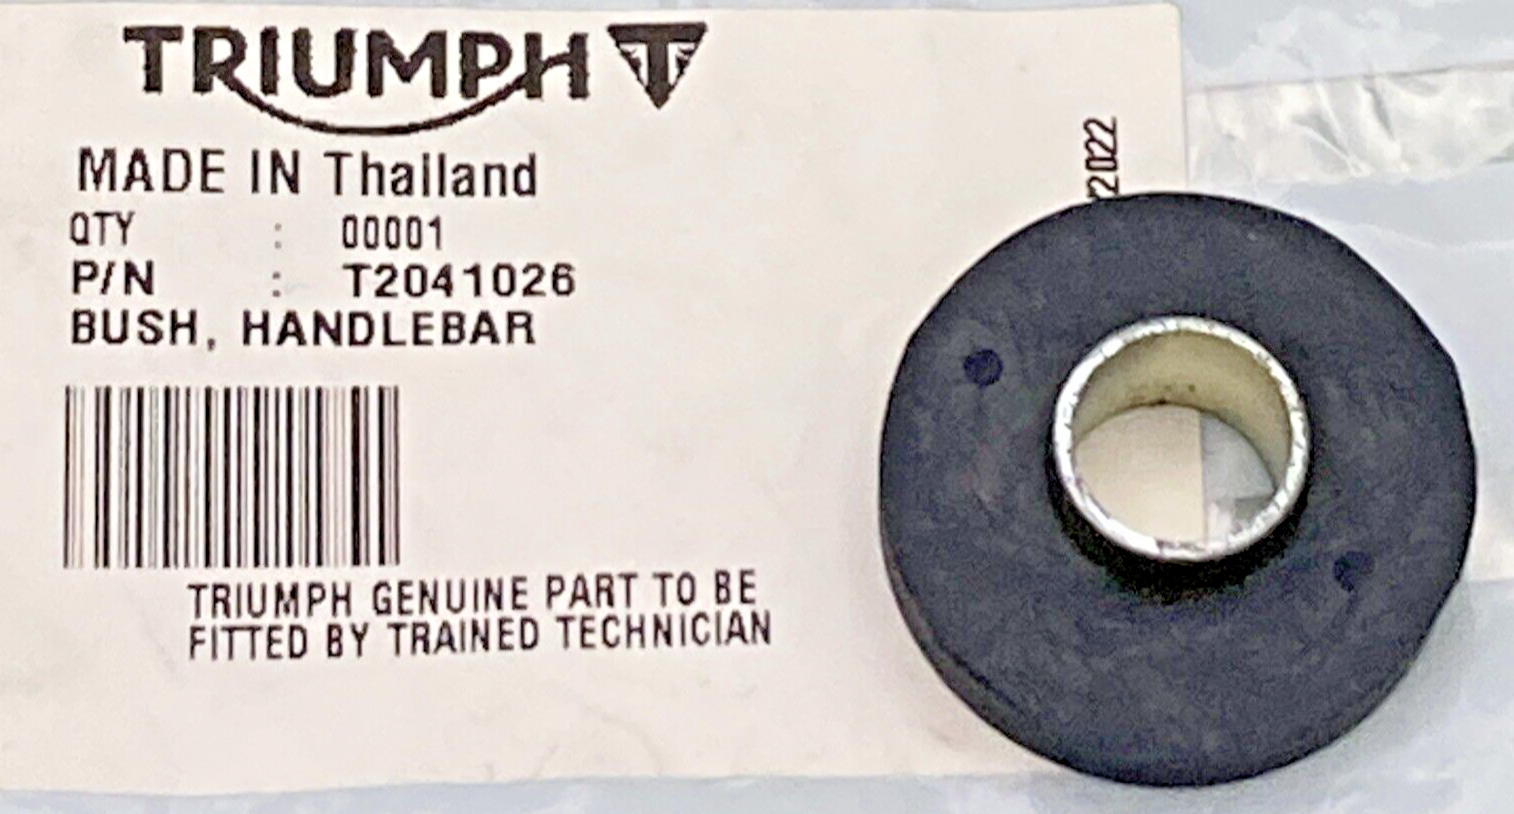 TRIUMPH
MADE IN Thailand
QTY : 00001
P/N : T2041026
BUSH, HANDLEBAR
TRIUMPH GENUINE PART TO BE
FITTED BY TRAINED TECHNICIAN
2022